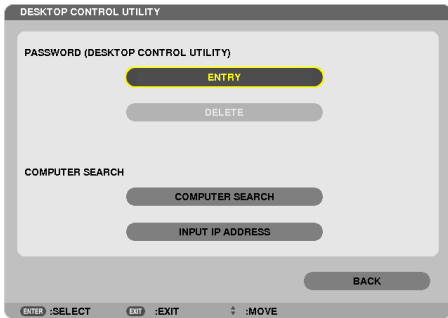 DESKTOP CONTROL UTILITY
PASSWORD (DESKTOP CONTROL UTILITY)
ENTRY
DELETE
COMPUTER SEARCH
COMPUTER SEARCH
INPUT IP ADDRESS
BACK
ENTER :SELECT EXIT :EXIT :MOVE